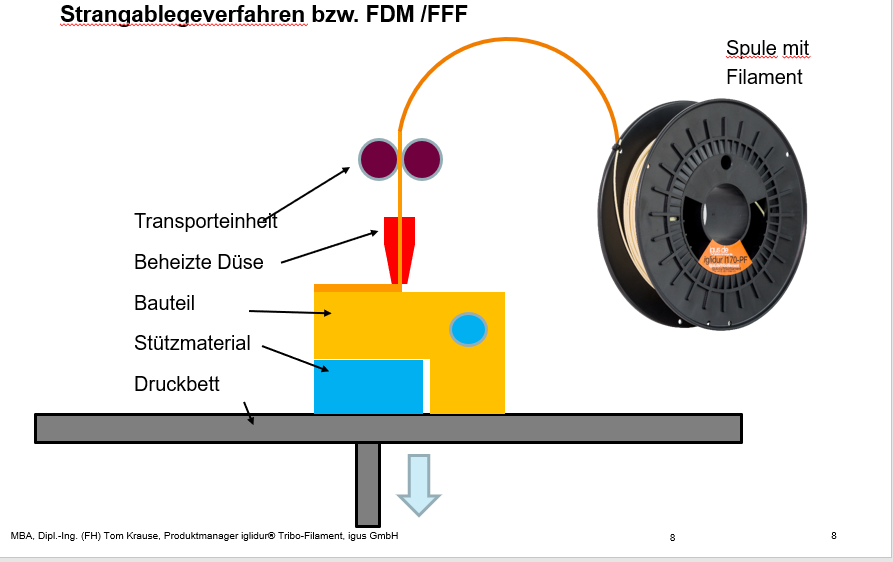 Strangablegeverfahren bzw. FDM /FFF
Spule mit
Filament
Transporteinheit
Beheizte Düse
Bauteil
Stützmaterial
Druckbett
iglidur I170-PF
MBA, Dipl.-Ing. (FH) Tom Krause, Produktmanager iglidur® Tribo-Filament, igus GmbH
8
8